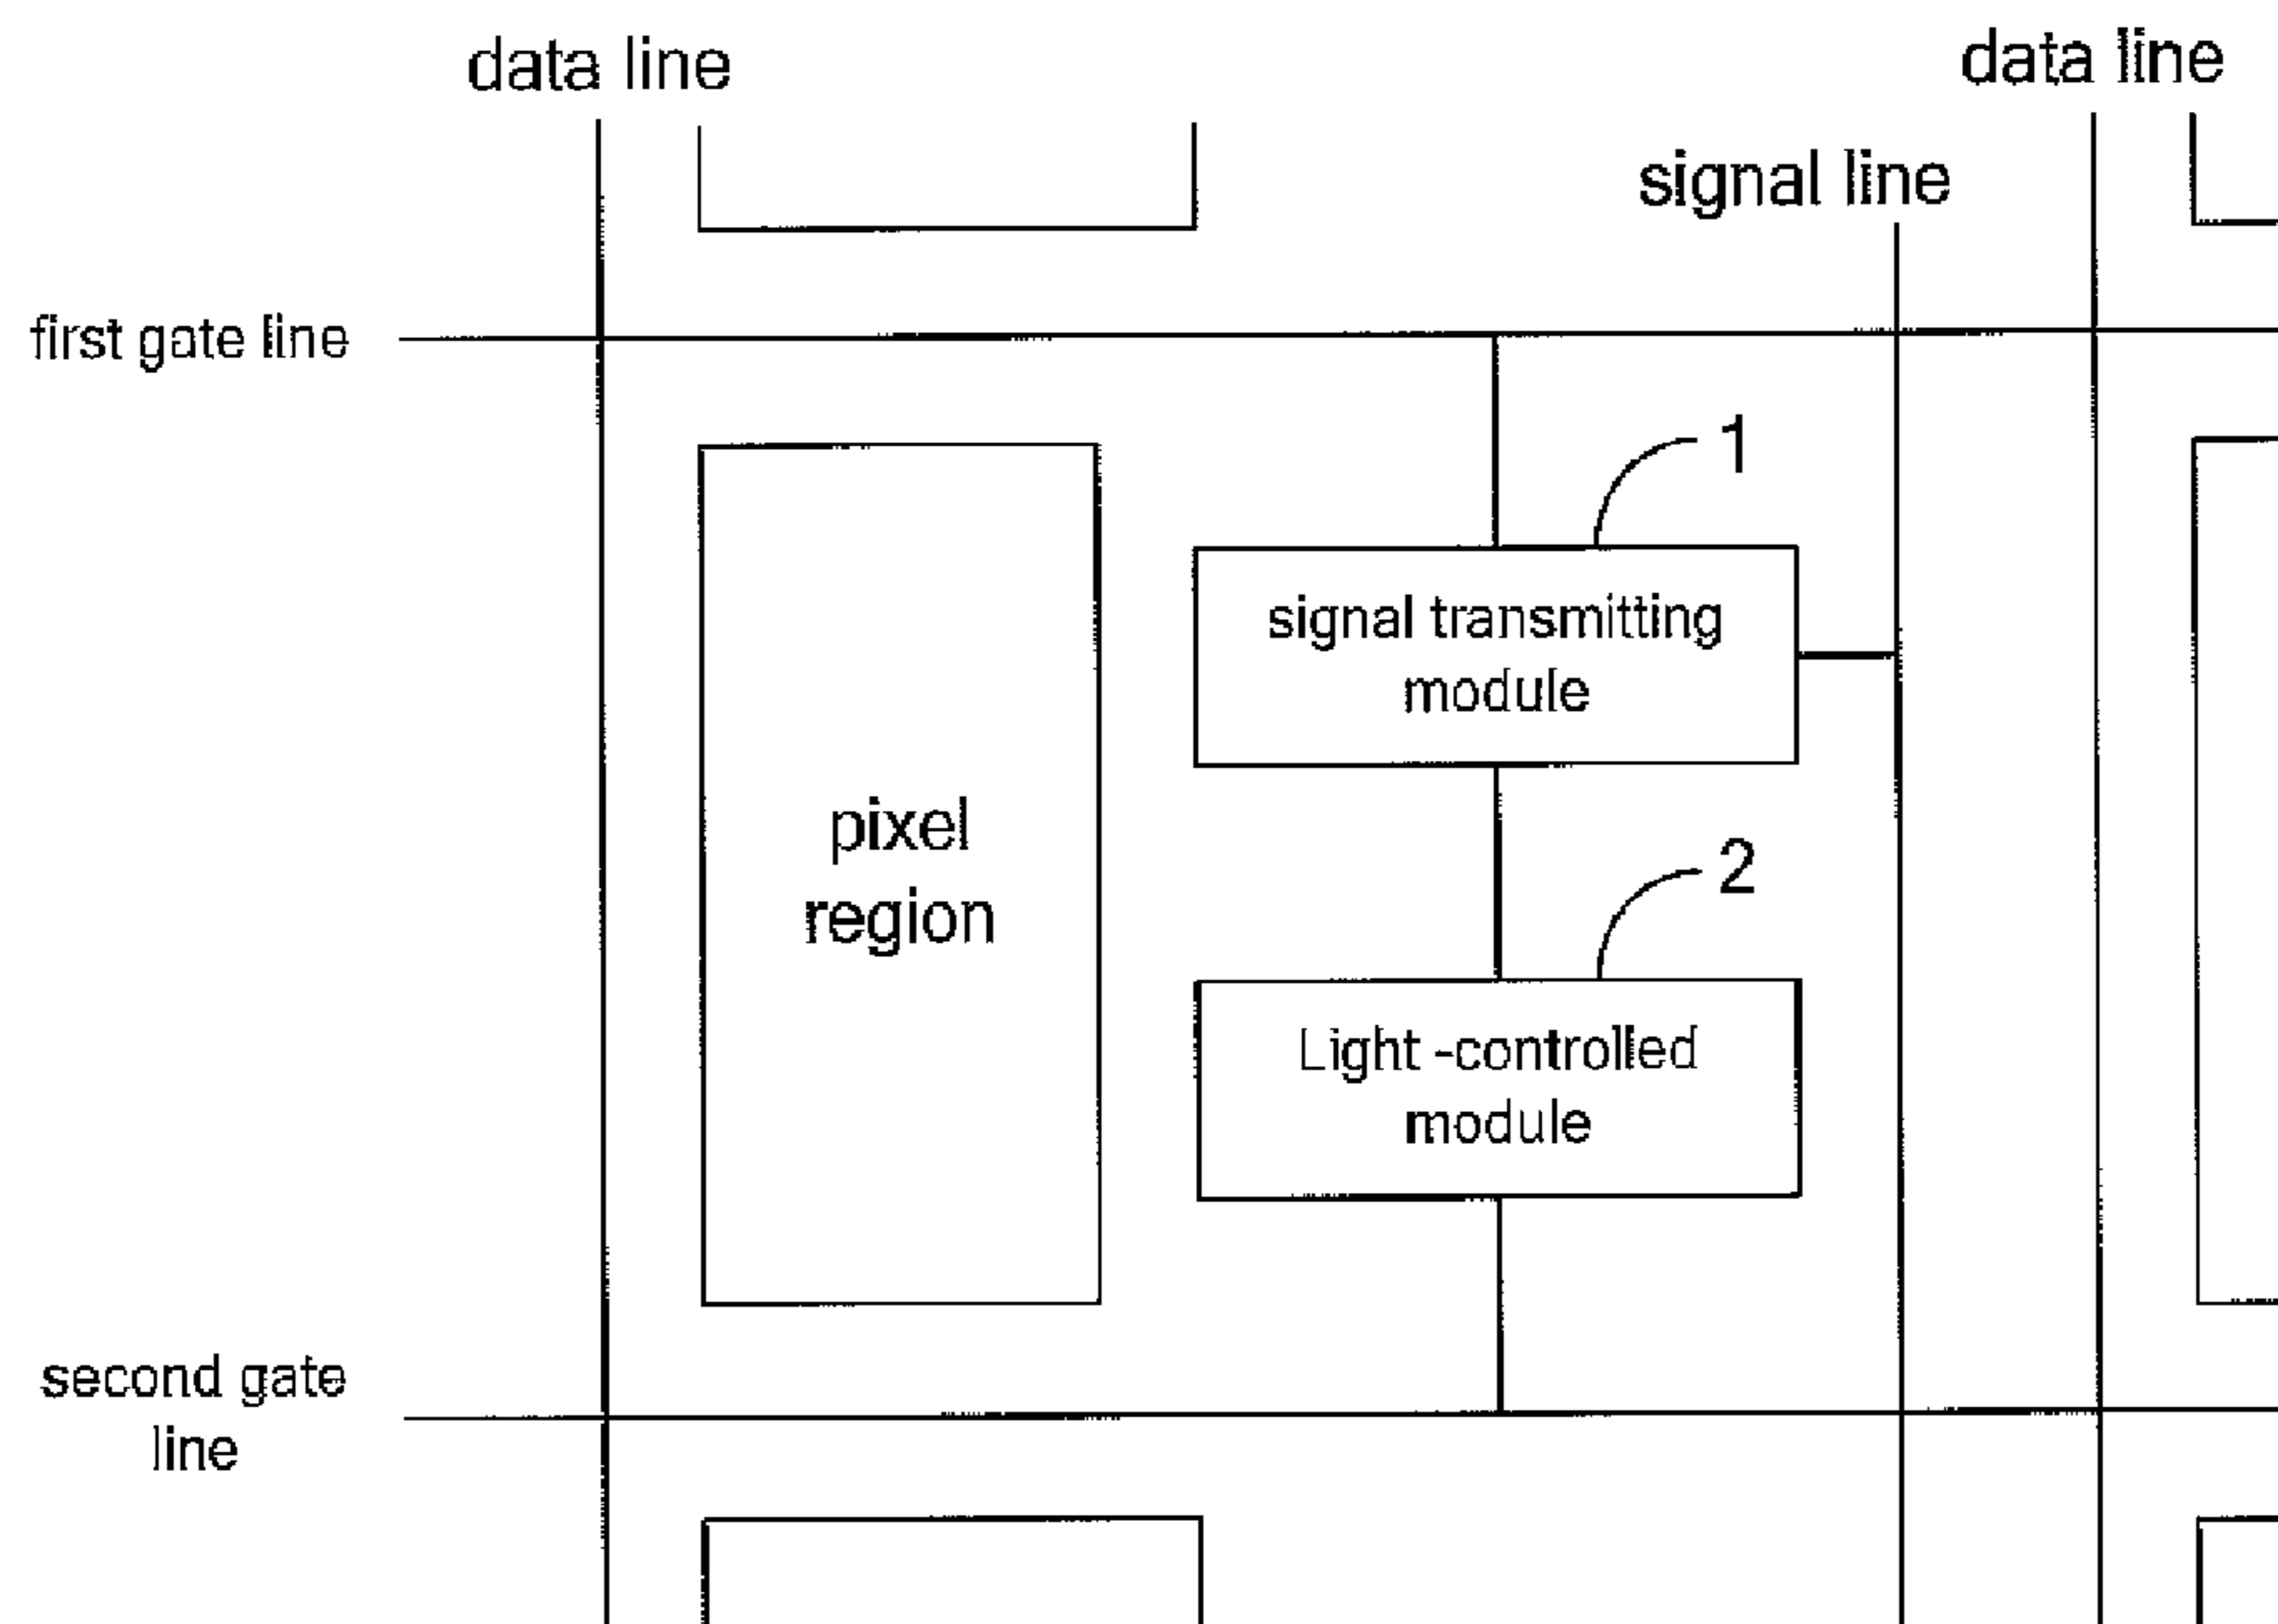 data line
data line
signal line
first gate line
1
signal transmitting
module
pixel
region
2
Light -controlled
module
second gate
line